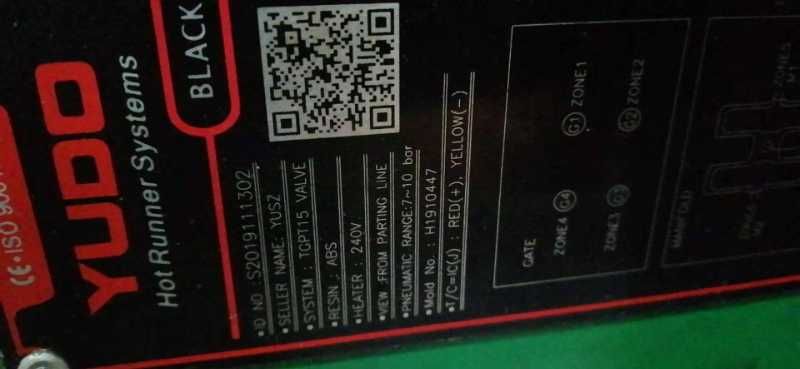 CE·ISO 900
YUDO
Hot Runner Systems
BLACK
•ID NO :S2019111302
•SELLER NAME: YUSZ
•SYSTEM : TGPT15 VALVE
•RESIN : ABS
•HEATER : 240V
•VIEW :FROM PARTING LINE
•PNEUMATIC RANGE:7~10 bar
•Mold No.: H1910447
•T/C=IC(J) : RED(+), YELLOW(-)
GATE
ZONE4 G4
G1 ZONE1
ZONE3 G3
G2 ZONE2
MANIFOLD
ZONE5
M1